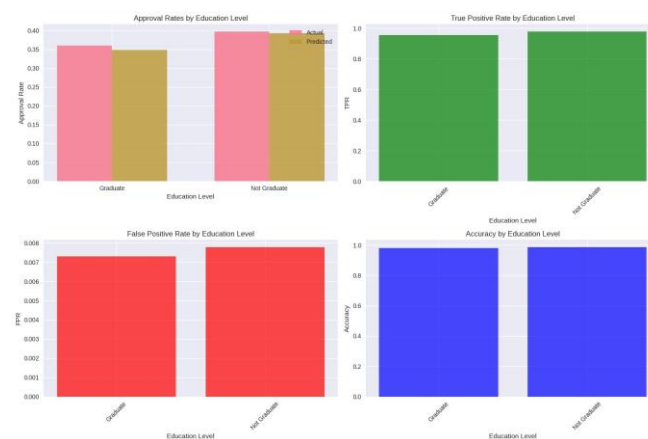 Approval Rates by Education Level
Approval Rate
0.40
0.35
0.30
0.25
0.20
0.15
0.10
0.05
0.00
Actual
Predicted
Graduate
Not Graduate
Education Level
True Positive Rate by Education Level
TPR
1.0
0.8
0.6
0.4
0.2
0.0
Graduate
Not Graduate
Education Level
False Positive Rate by Education Level
FPR
0.008
0.007
0.006
0.005
0.004
0.003
0.002
0.001
0.000
Graduate
Not Graduate
Education Level
Accuracy by Education Level
Accuracy
1.0
0.8
0.6
0.4
0.2
0.0
Graduate
Not Graduate
Education Level